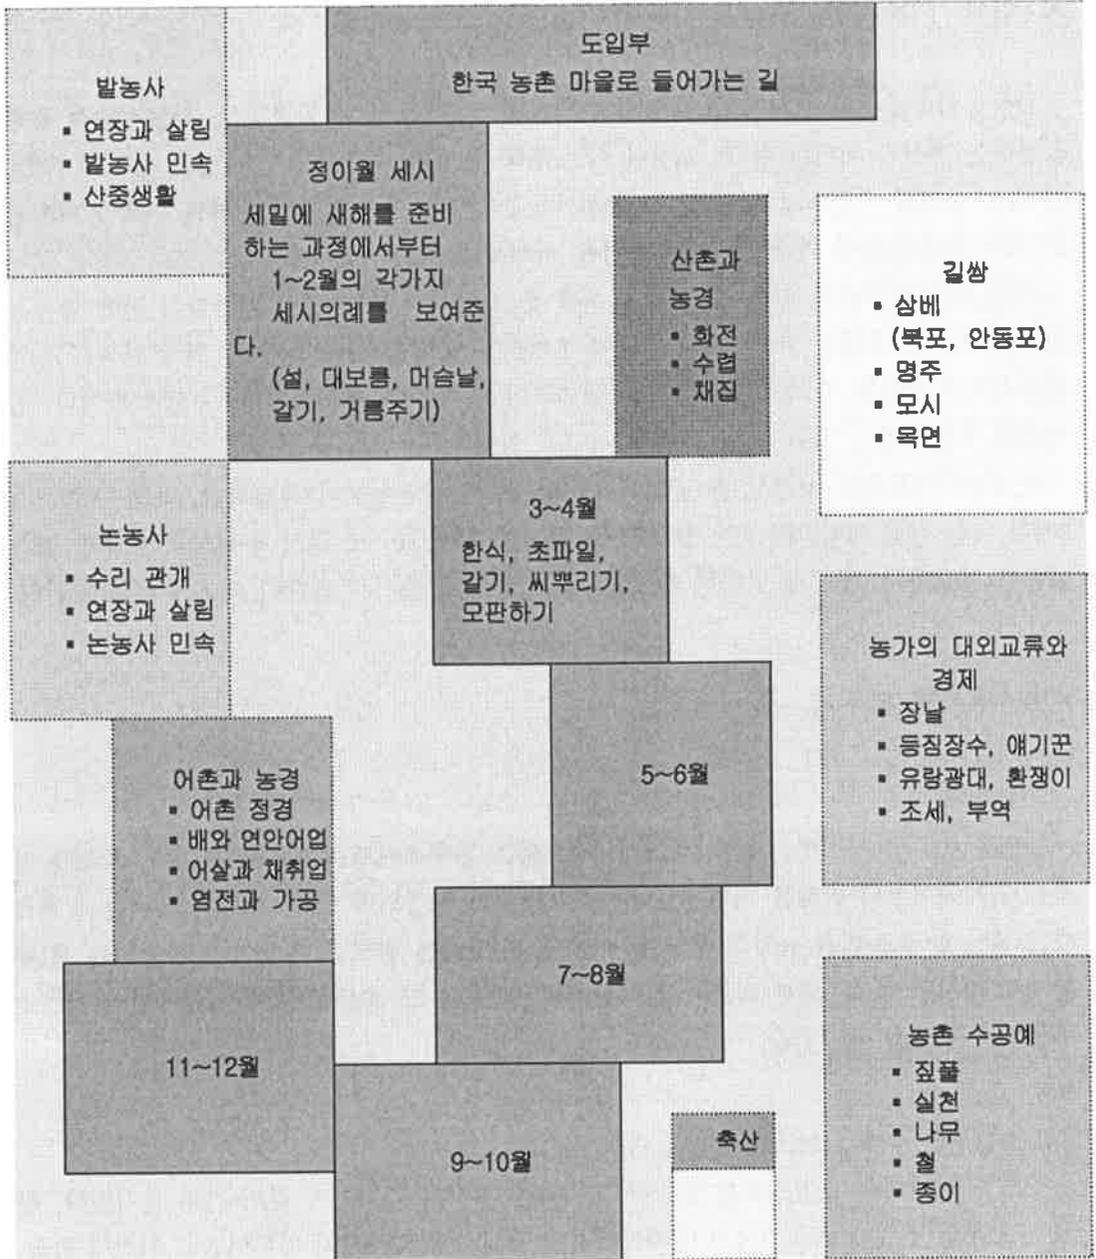 도입부
한국 농촌 마을로 들어가는 길
발농사
▪ 연장과 살림
▪ 발농사 민속
▪ 산중생활
정이월 세시
세밑에 새해를 준비
하는 과정에서부터
1~2월의 각가지
세시의례를 보여준
다.
(설, 대보름, 머슴날,
갈기, 거름주기)
산촌과
농경
▪ 화전
▪ 수렵
▪ 채집
길쌈
▪ 삼베
(북포, 안동포)
▪ 명주
▪ 모시
▪ 목면
논농사
▪ 수리 관개
▪ 연장과 살림
▪ 논농사 민속
3~4월
한식, 초파일,
갈기, 씨뿌리기,
모판하기
농가의 대외교류와
경제
▪ 장날
▪ 등짐장수, 얘기꾼
▪ 유랑광대, 환쟁이
▪ 조세, 부역
5~6월
어촌과 농경
▪ 어촌 정경
▪ 배와 연안어업
▪ 어살과 채취업
▪ 염전과 가공
7~8월
11~12월
9~10월
축산
농촌 수공예
▪ 짚풀
▪ 실천
▪ 나무
▪ 철
▪ 종이